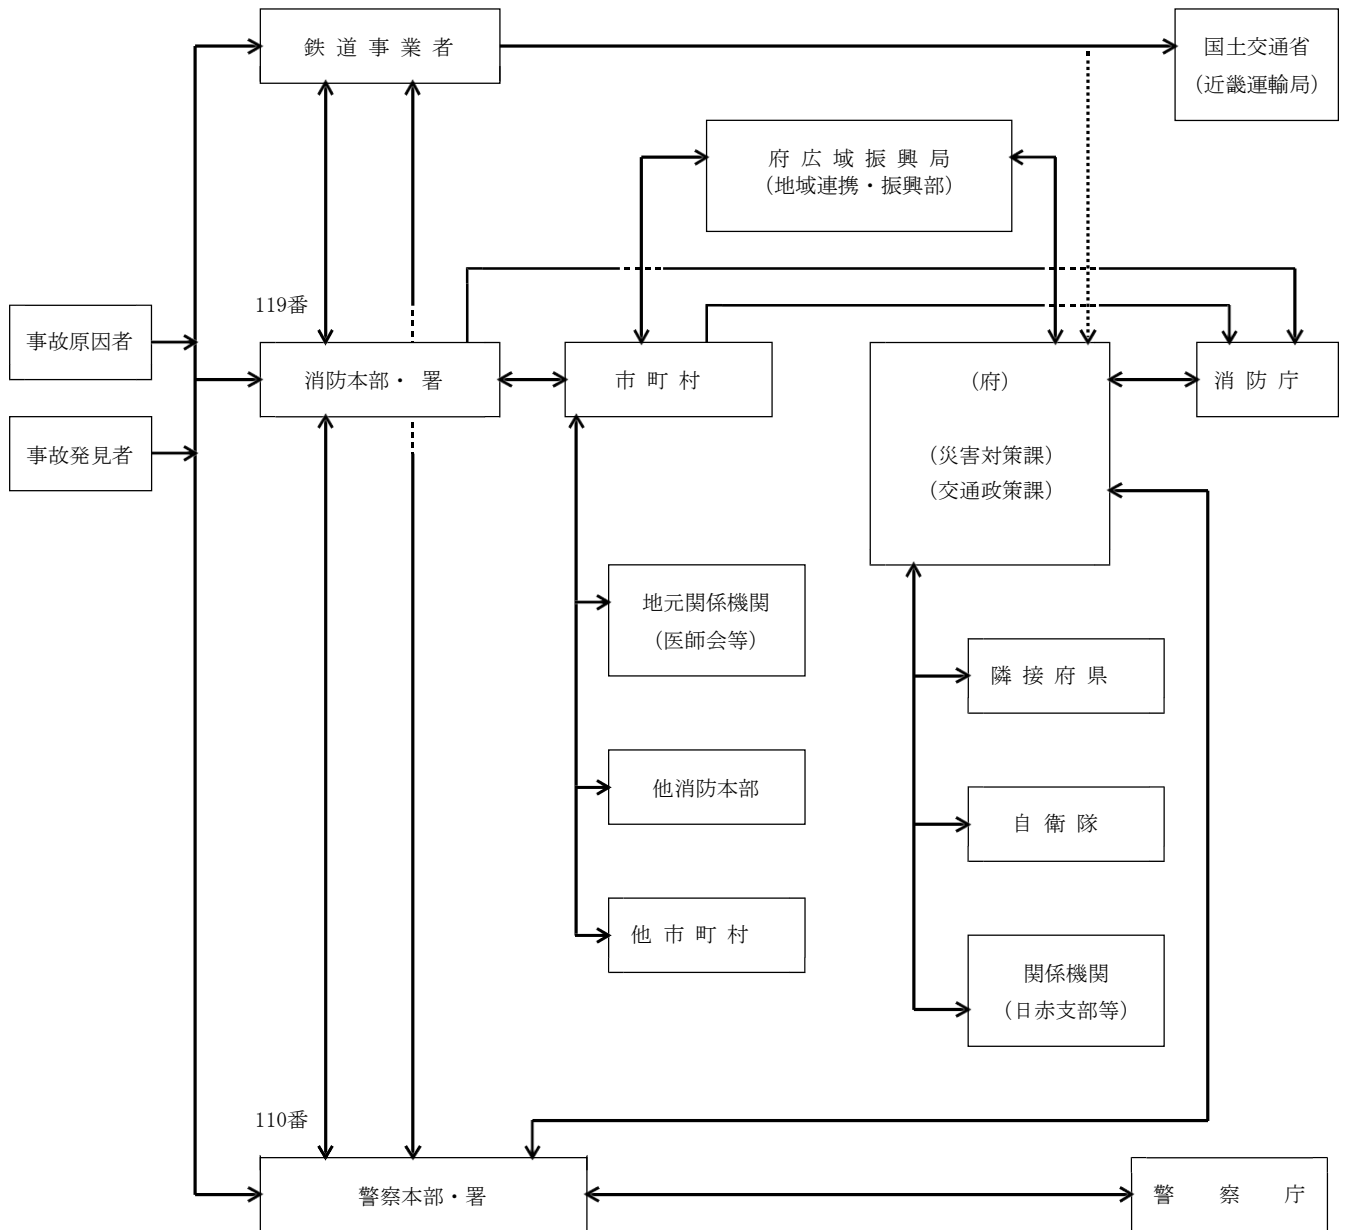 鉄 道 事 業 者
国土交通省
（近畿運輸局）
府 広 域 振 興 局
（地域連携・振興部）
119番
事故原因者
消防本部・ 署
市 町 村
（府）
消 防 庁
事故発見者
（災害対策課）
（交通政策課）
地元関係機関
（医師会等）
隣 接 府 県
他消防本部
自 衛 隊
他 市 町 村
関係機関
（日赤支部等）
110番
警察本部・署
警 察 庁